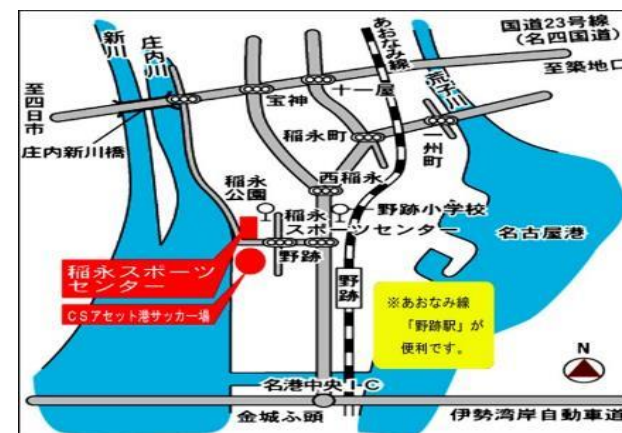 新川
庄内川
あおなみ線
荒子川
国道23号線
(名四国道)
至築地口
至四日市
宝神
十一屋
庄内新川橋
稲永町
一州町
西稲永
稲永
公園
稲永
スポーツ
センター
野跡小学校
名古屋港
稲永スポーツ
センター
野跡
野跡
CSアセット港サッカー場
※あおなみ線
「野跡駅」が
便利です。
N
名港中央IC
金城ふ頭
伊勢湾岸自動車道